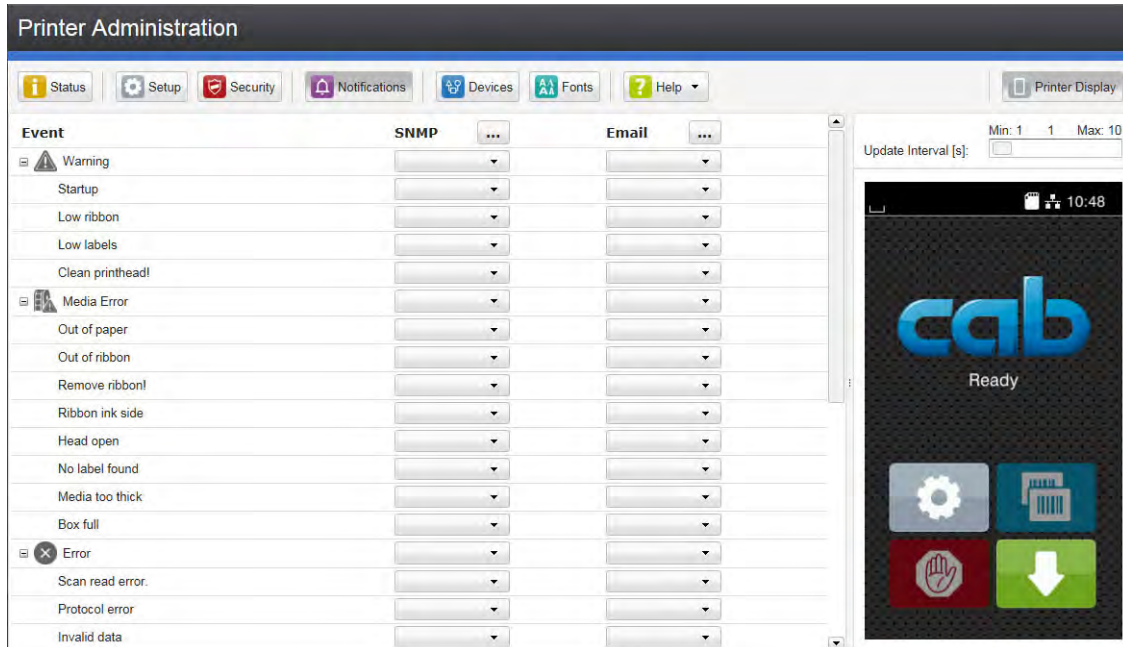 Printer Administration
Status Setup Security Notifications Devices Fonts Help Printer Display
Event SNMP ... Email ...
Min: 1 1 Max: 10
Update Interval [s]:
Warning
Startup
10:48
Low ribbon
Low labels
Clean printhead!
Media Error
cab
Out of paper
Out of ribbon
Remove ribbon!
Ready
Ribbon ink side
Head open
No label found
Media too thick
Box full
Error
Scan read error.
Protocol error
Invalid data